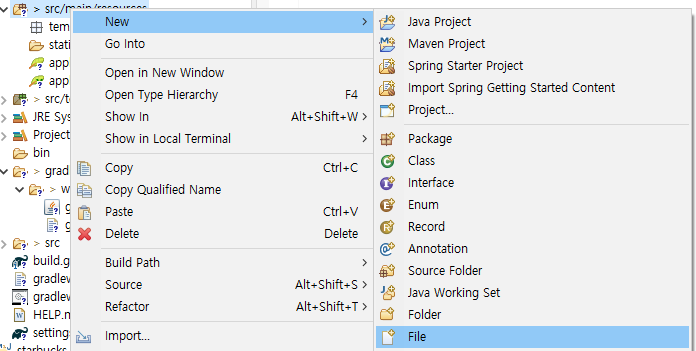 > src/main/resources
New
Go Into
Open in New Window
Open Type Hierarchy F4
Show In Alt+Shift+W >
Show in Local Terminal
Copy Ctrl+C
Copy Qualified Name
Paste Ctrl+V
Delete Delete
Build Path
Source Alt+Shift+S >
Refactor Alt+Shift+T >
Import...
Java Project
Maven Project
Spring Starter Project
Import Spring Getting Started Content
Project...
Package
Class
Interface
Enum
Record
Annotation
Source Folder
Java Working Set
Folder
File
tem
stati
app
app
> src/t
JRE Sys
Project
bin
> grad
> w
g
g
> src
build.g
gradlew
gradlew
HELP.m
settings
starbucks